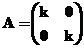 A = (k 0
0 k)